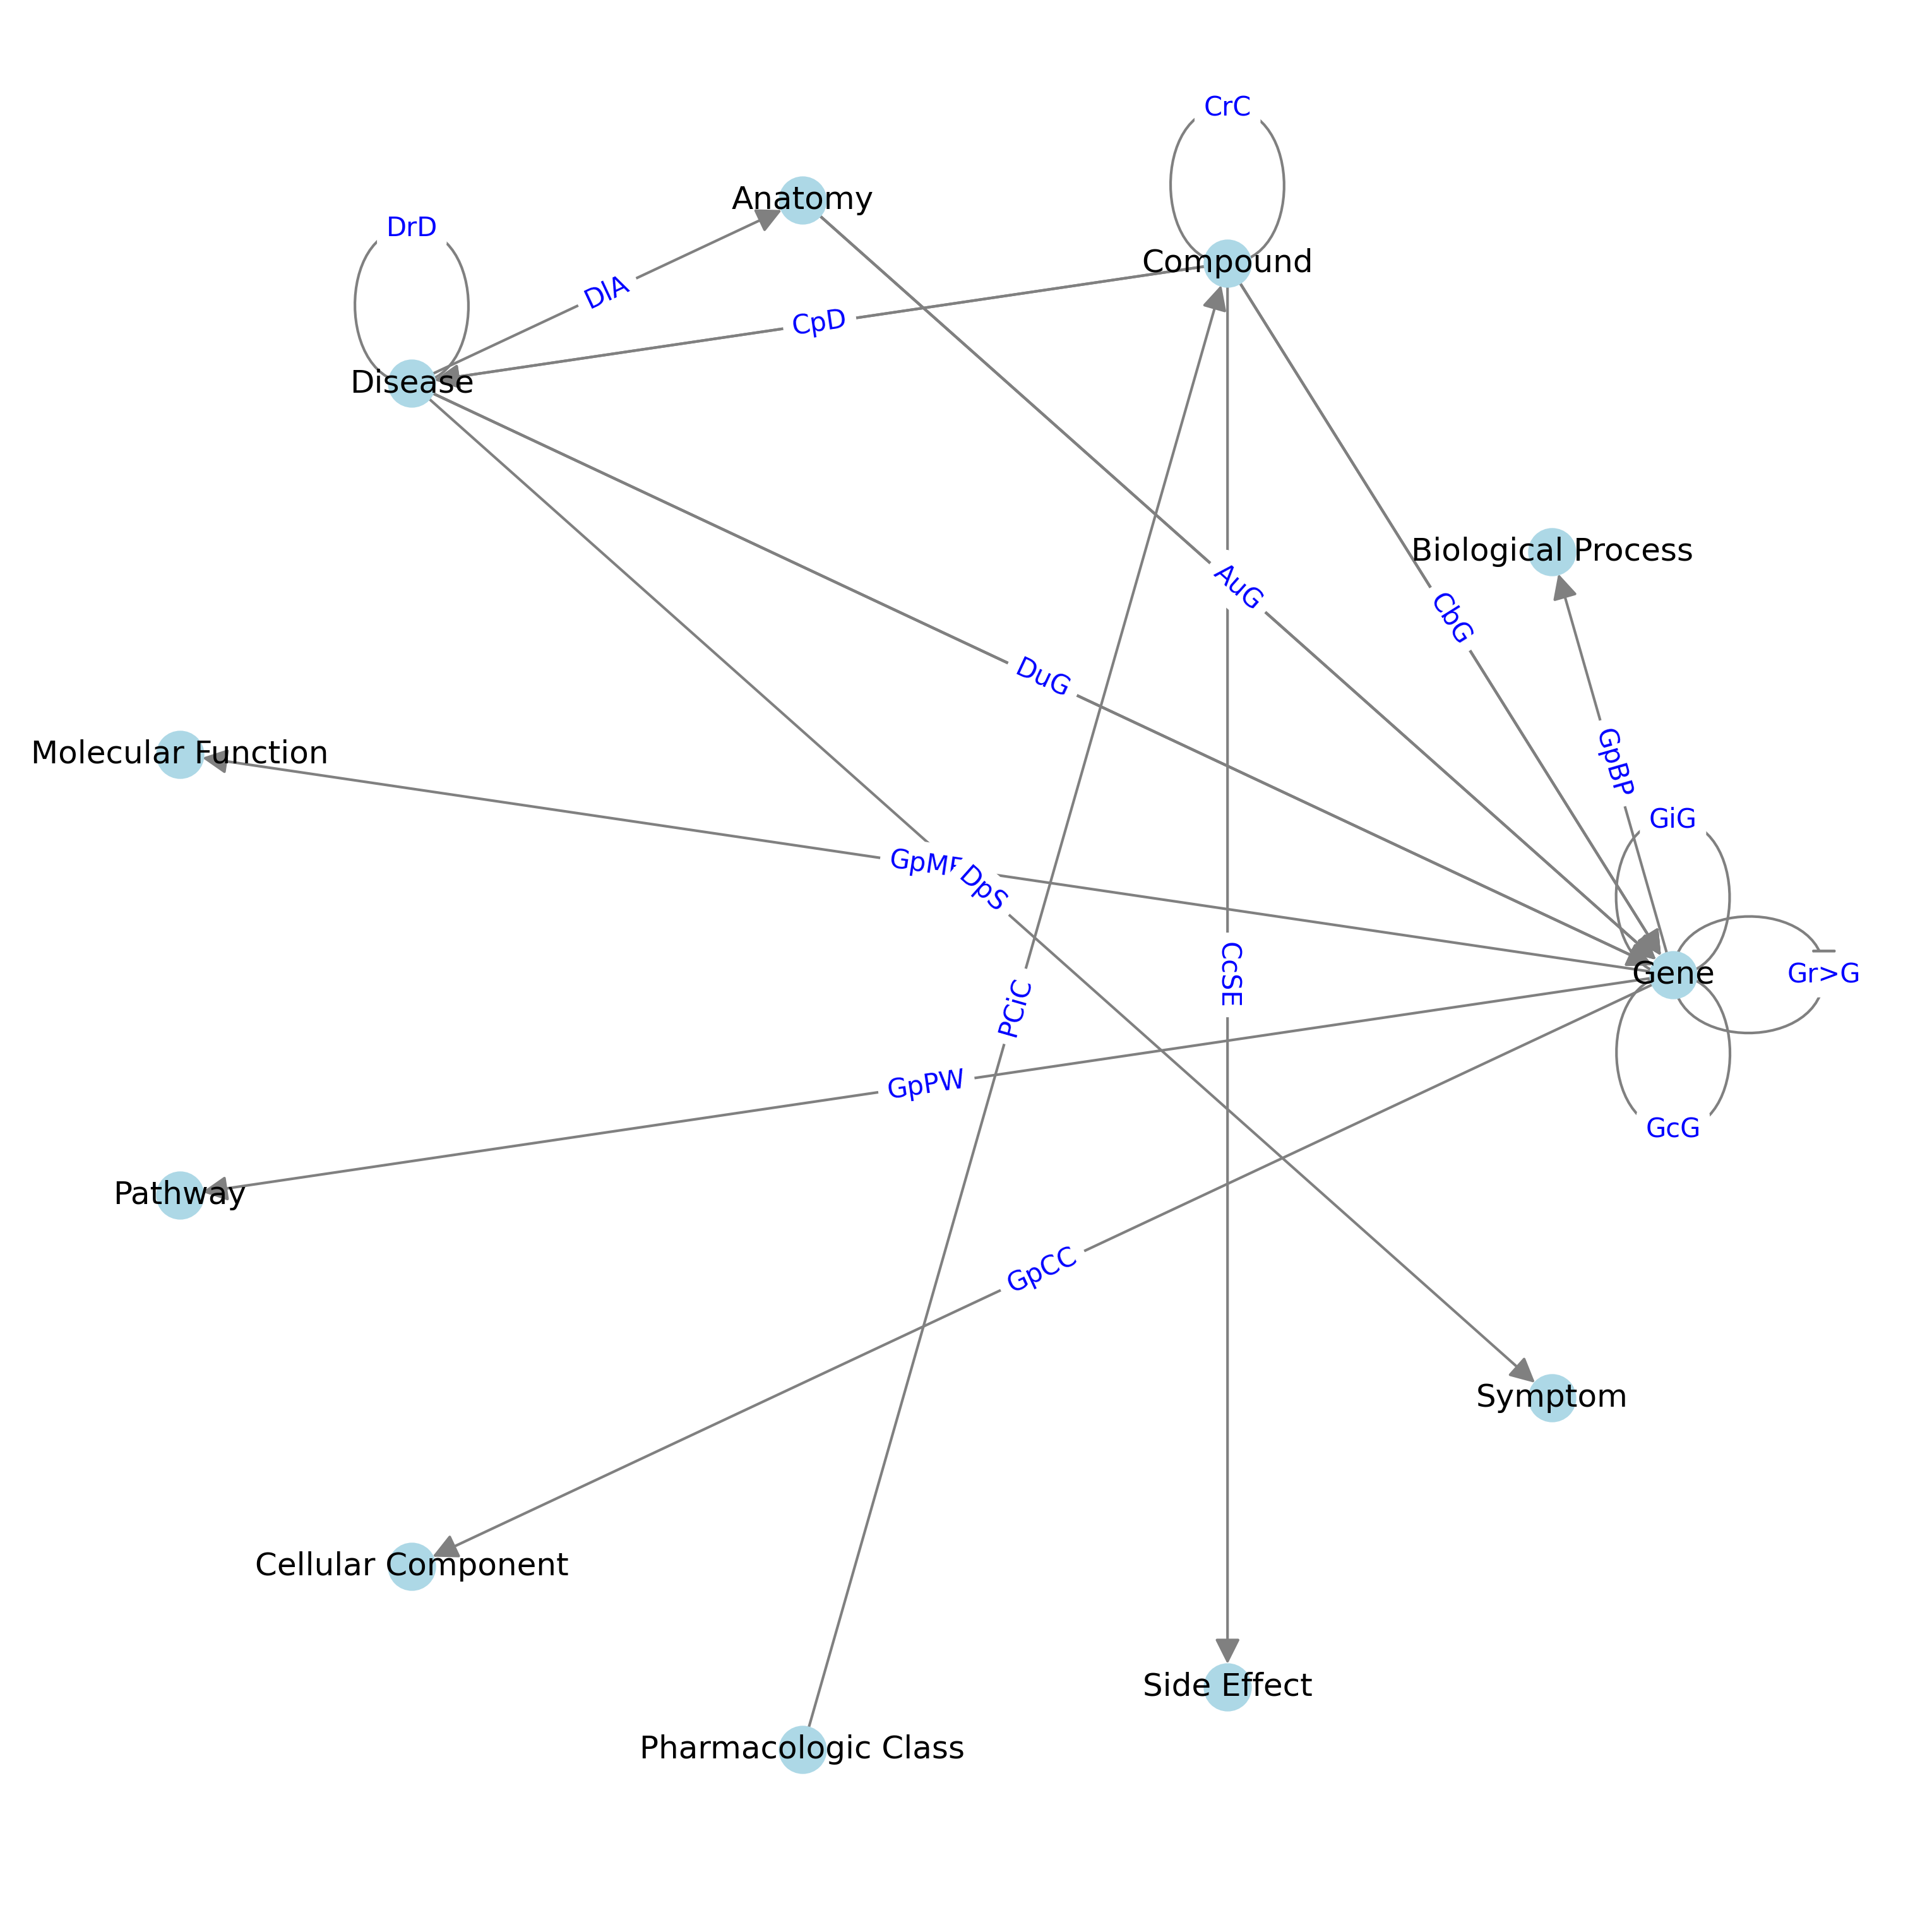 CrC
Anatomy
DrD
Compound
DlA
CpD
Disease
Biological Process
AuG
CbG
DuG
Molecular Function
GpBP
GiG
DpS
Gene
Gr>G
CcSE
PCiC
GpPW
GcG
Pathway
GpCC
Symptom
Cellular Component
Side Effect
Pharmacologic Class